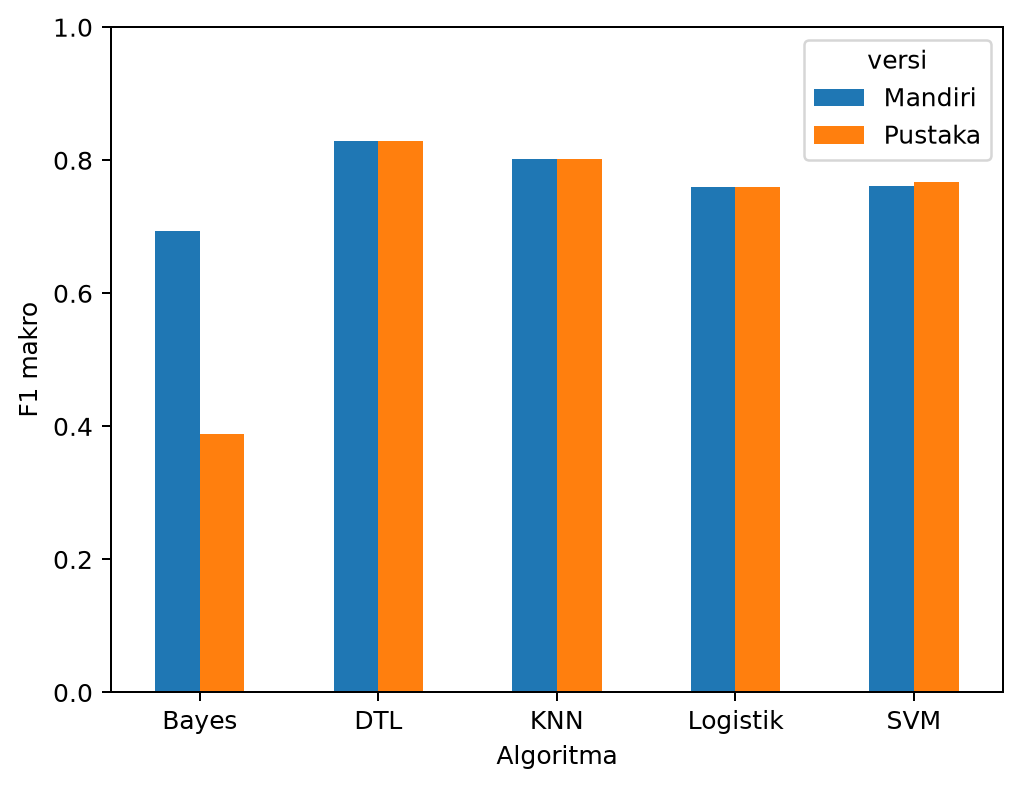 1.0
0.8
0.6
0.4
0.2
0.0
F1 makro
versi
Mandiri
Pustaka
Bayes DTL KNN Logistik SVM
Algoritma